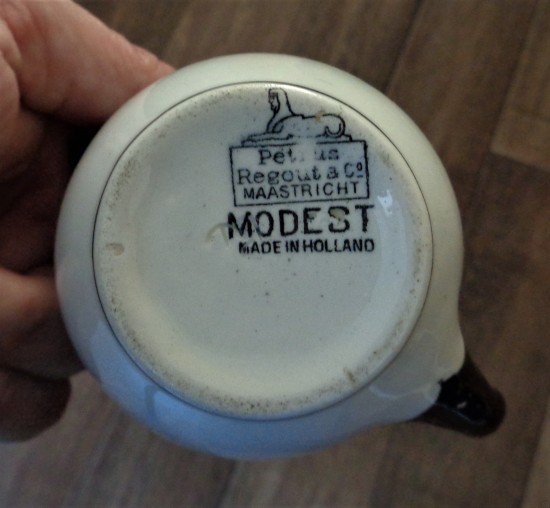 Petrus
Regout & Co
MAASTRICHT
MODEST
MADE IN HOLLAND